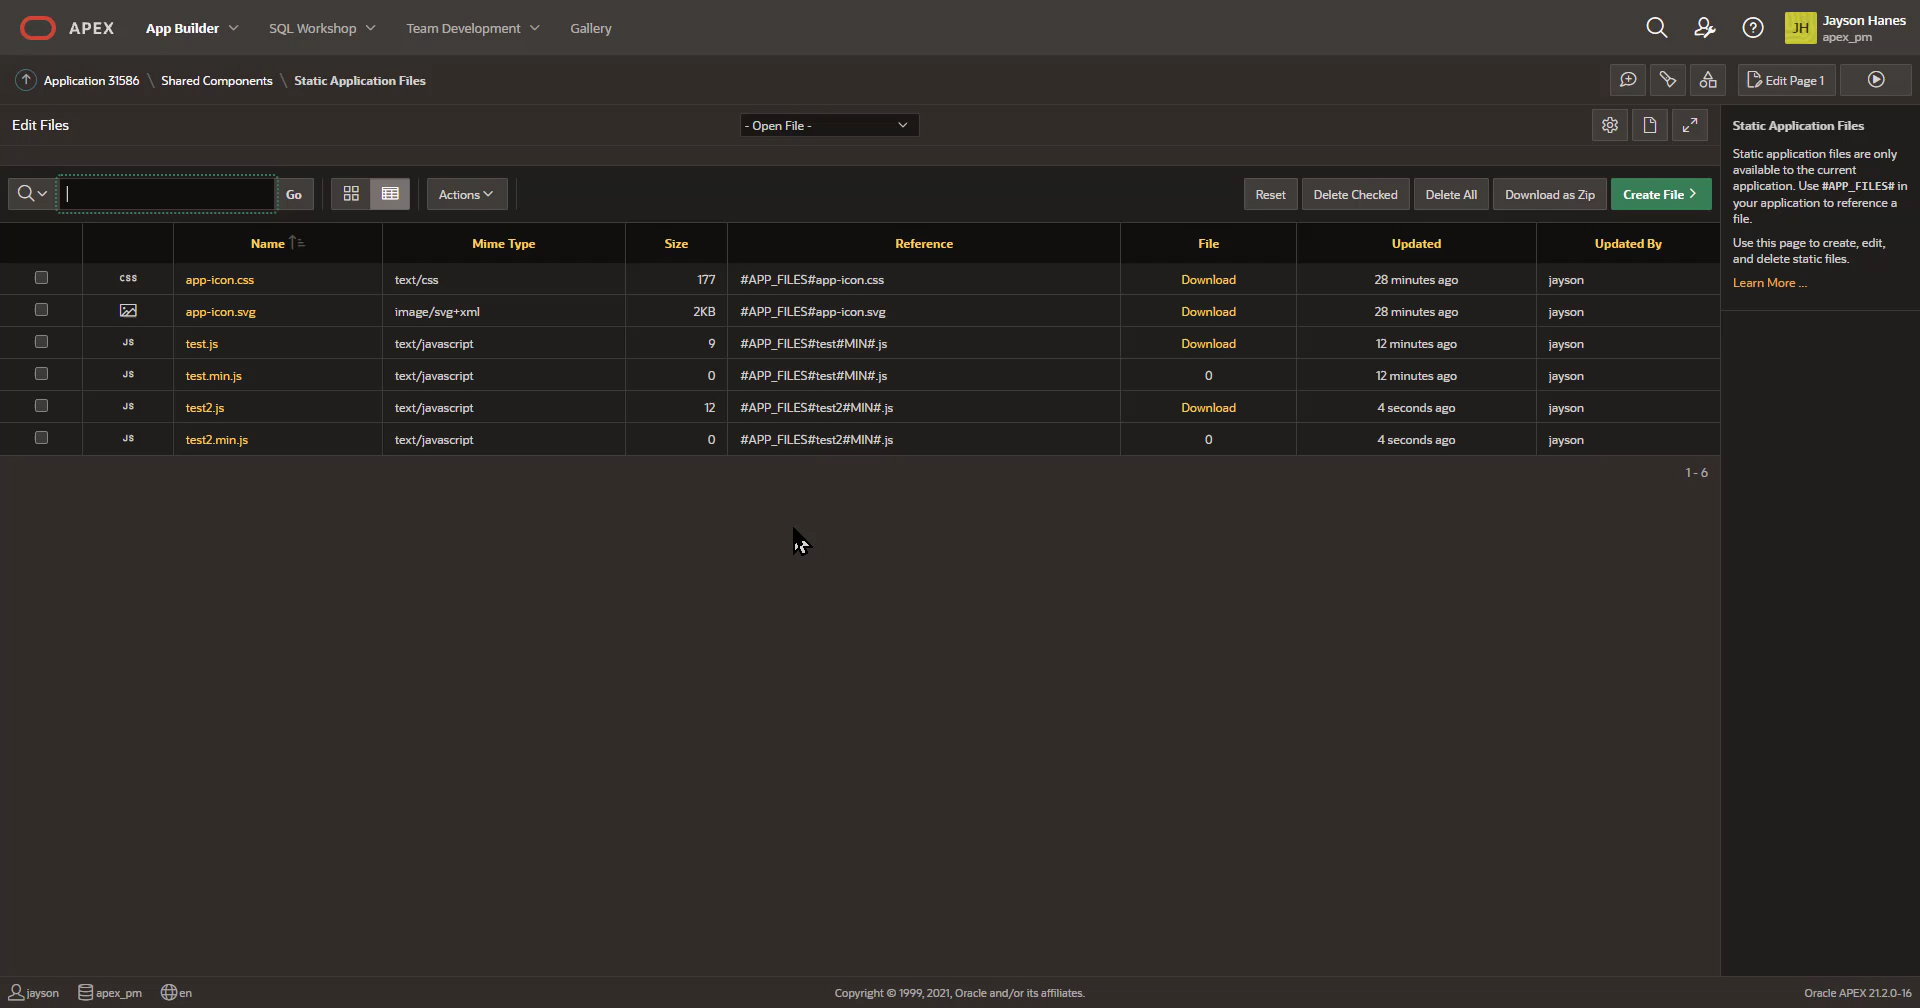 APEX App Builder SQL Workshop Team Development Gallery JH Jayson Hanes
apex_pm
Application 31586 \ Shared Components \ Static Application Files Edit Page 1
Edit Files - Open File -
Go Actions Reset Delete Checked Delete All Download as Zip Create File
Name Mime Type Size Reference File Updated Updated By
CSS app-icon.css text/css 177 #APP_FILES#app-icon.css Download 28 minutes ago jayson
app-icon.svg image/svg+xml 2KB #APP_FILES#app-icon.svg Download 28 minutes ago jayson
JS test.js text/javascript 9 #APP_FILES#test#MIN#.js Download 12 minutes ago jayson
JS test.min.js text/javascript 0 #APP_FILES#test#MIN#.js 0 12 minutes ago jayson
JS test2.js text/javascript 12 #APP_FILES#test2#MIN#.js Download 4 seconds ago jayson
JS test2.min.js text/javascript 0 #APP_FILES#test2#MIN#.js 0 4 seconds ago jayson
1 - 6
Static Application Files
Static application files are only
available to the current
application. Use #APP_FILES# in
your application to reference a
file.
Use this page to create, edit,
and delete static files.
Learn More ...
jayson apex_pm en Copyright © 1999, 2021, Oracle and/or its affiliates. Oracle APEX 21.2.0-16